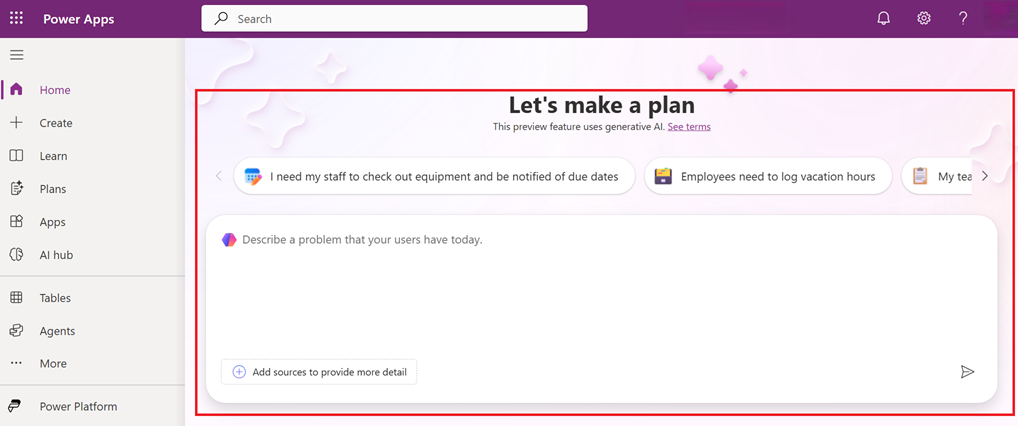 Power Apps
Search
Home
Create
Learn
Plans
Apps
AI hub
Tables
Agents
More
Power Platform
Let's make a plan
This preview feature uses generative AI. See terms
I need my staff to check out equipment and be notified of due dates
Employees need to log vacation hours
My tea
Describe a problem that your users have today.
Add sources to provide more detail